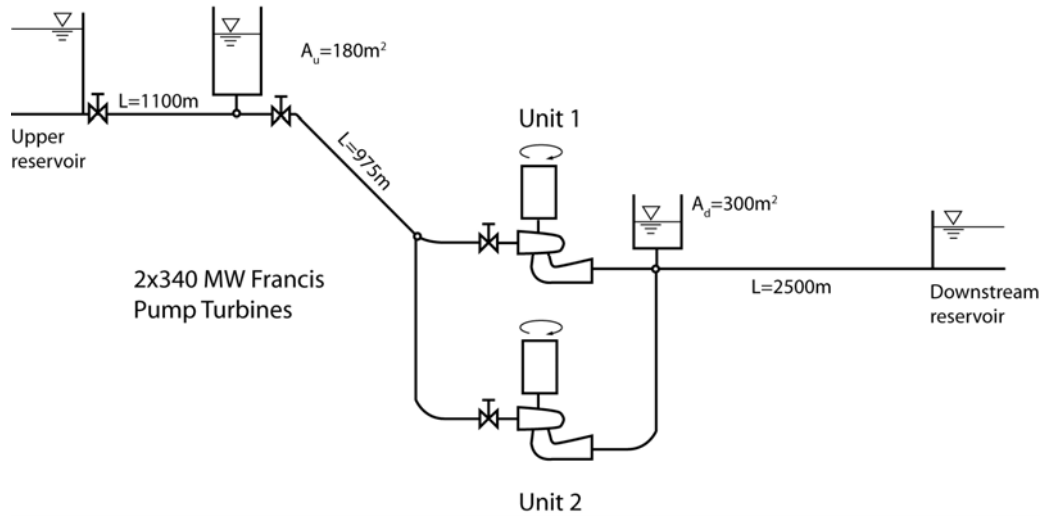 A_u=180m²
L=1100m
Upper
reservoir
L=975m
Unit 1
A_d=300m²
2x340 MW Francis
Pump Turbines
L=2500m
Downstream
reservoir
Unit 2